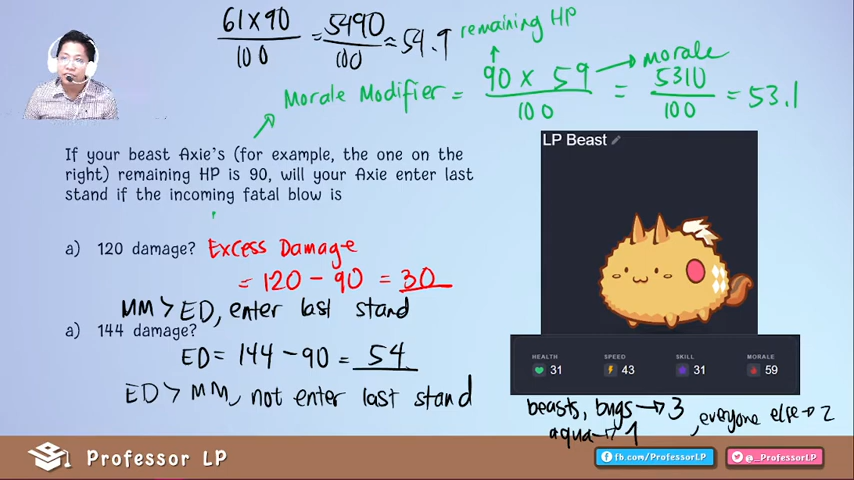 61 x 90 / 100 = 5490 / 100 = 54.9
remaining HP
morale
Morale Modifier = 90 x 59 / 100 = 5310 / 100 = 53.1
If your beast Axie's (for example, the one on the
right) remaining HP is 90, will your Axie enter last
stand if the incoming fatal blow is
a) 120 damage? Excess Damage
= 120 - 90 = 30
MM > ED, enter last stand
a) 144 damage?
ED = 144 - 90 = 54
ED > MM, not enter last stand
LP Beast
HEALTH SPEED SKILL MORALE
31 43 31 59
beasts, bugs → 3
aqua → 1, everyone else → 2
Professor LP
fb.com/ProfessorLP
@_ProfessorLP